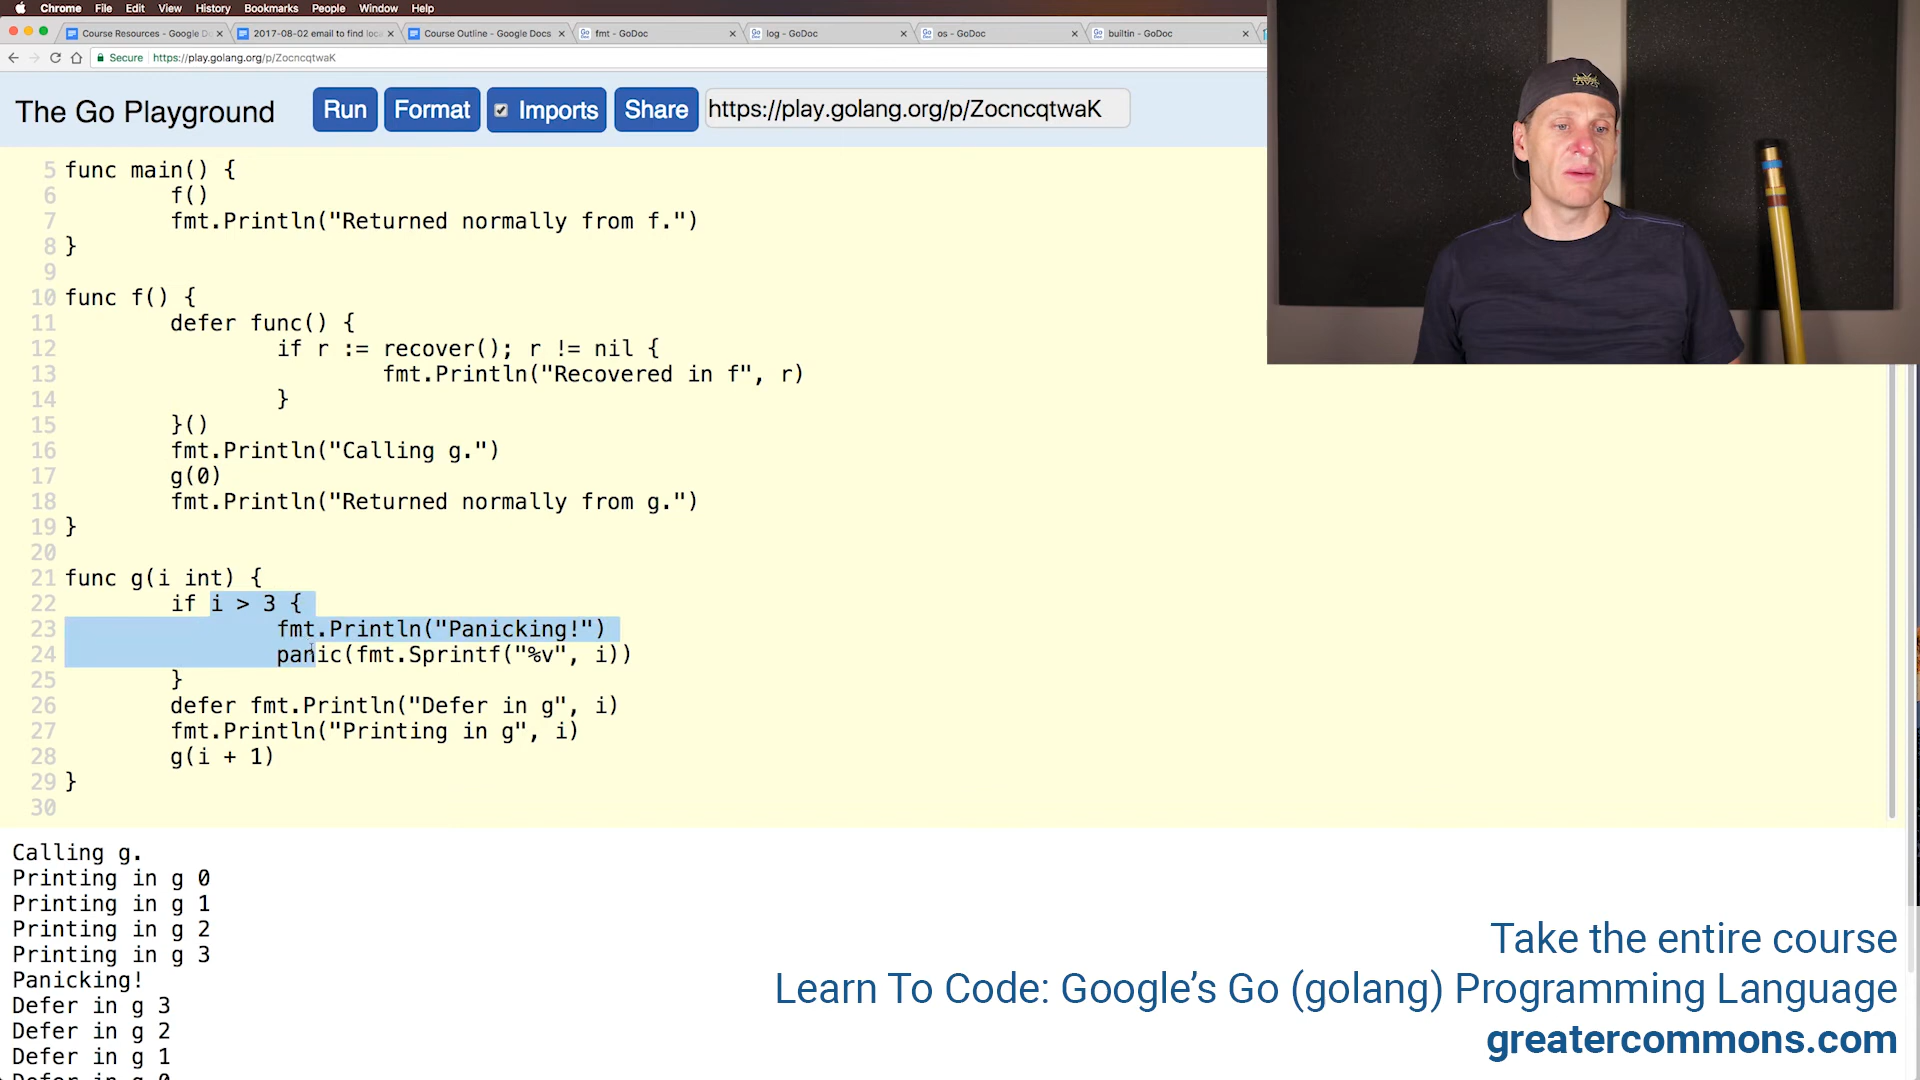 Chrome File Edit View History Bookmarks People Window Help
Course Resources - Google D
2017-08-02 email to find loca
Course Outline - Google Docs
fmt - GoDoc
log - GoDoc
os - GoDoc
builtin - GoDoc
Secure https://play.golang.org/p/ZocncqtwaK
The Go Playground Run Format Imports Share https://play.golang.org/p/ZocncqtwaK
5 func main() {
6 f()
7 fmt.Println("Returned normally from f.")
8 }
9
10 func f() {
11 defer func() {
12 if r := recover(); r != nil {
13 fmt.Println("Recovered in f", r)
14 }
15 }()
16 fmt.Println("Calling g.")
17 g(0)
18 fmt.Println("Returned normally from g.")
19 }
20
21 func g(i int) {
22 if i > 3 {
23 fmt.Println("Panicking!")
24 panic(fmt.Sprintf("%v", i))
25 }
26 defer fmt.Println("Defer in g", i)
27 fmt.Println("Printing in g", i)
28 g(i + 1)
29 }
30
Calling g.
Printing in g 0
Printing in g 1
Printing in g 2
Printing in g 3
Panicking!
Defer in g 3
Defer in g 2
Defer in g 1
Defer in g 0
Take the entire course
Learn To Code: Google’s Go (golang) Programming Language
greatercommons.com